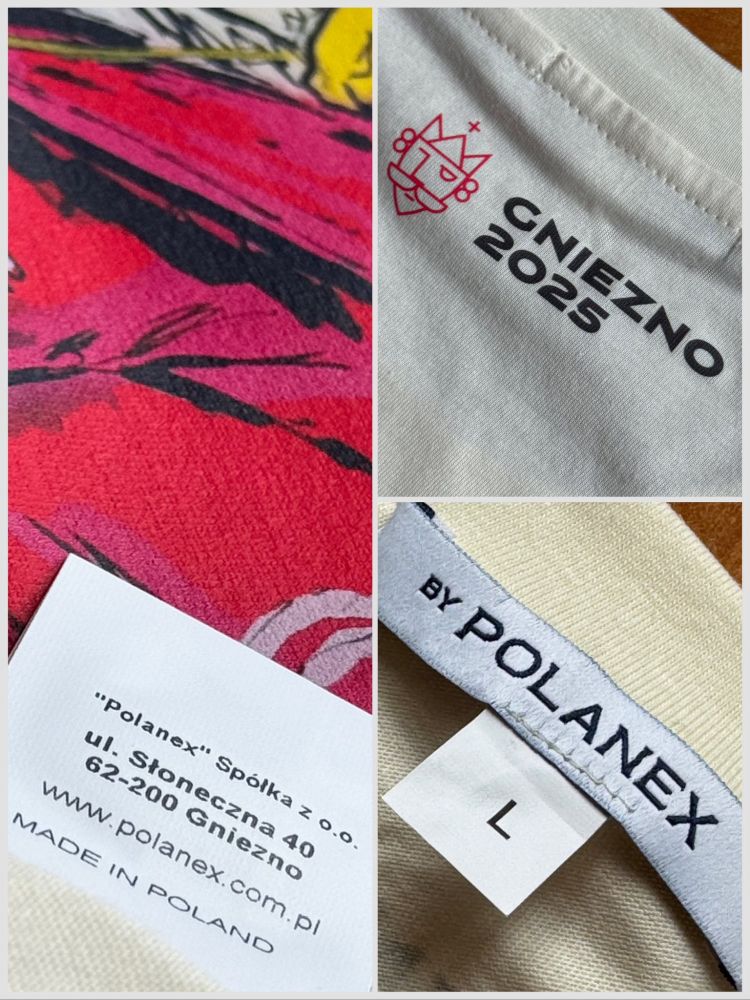 "Polanex" Spółka z o.o.
ul. Słoneczna 40
62-200 Gniezno
www.polanex.com.pl
MADE IN POLAND
GNIEZNO
2025
BY POLANEX
L